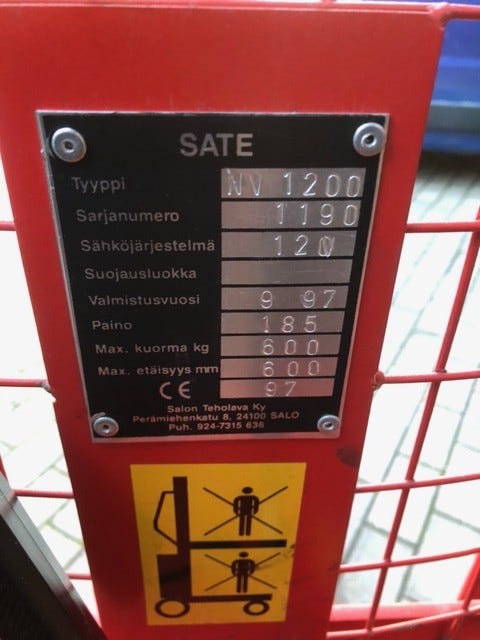 SATE
Tyyppi NV 1200
Sarjanumero 1190
Sähköjärjestelmä 12V
Suojausluokka
Valmistusvuosi 9 97
Paino 185
Max. kuorma kg 600
Max. etäisyys mm 600
CE 97
Salon Teholava Ky
Perämiehenkatu 8, 24100 SALO
Puh. 924-7315 636